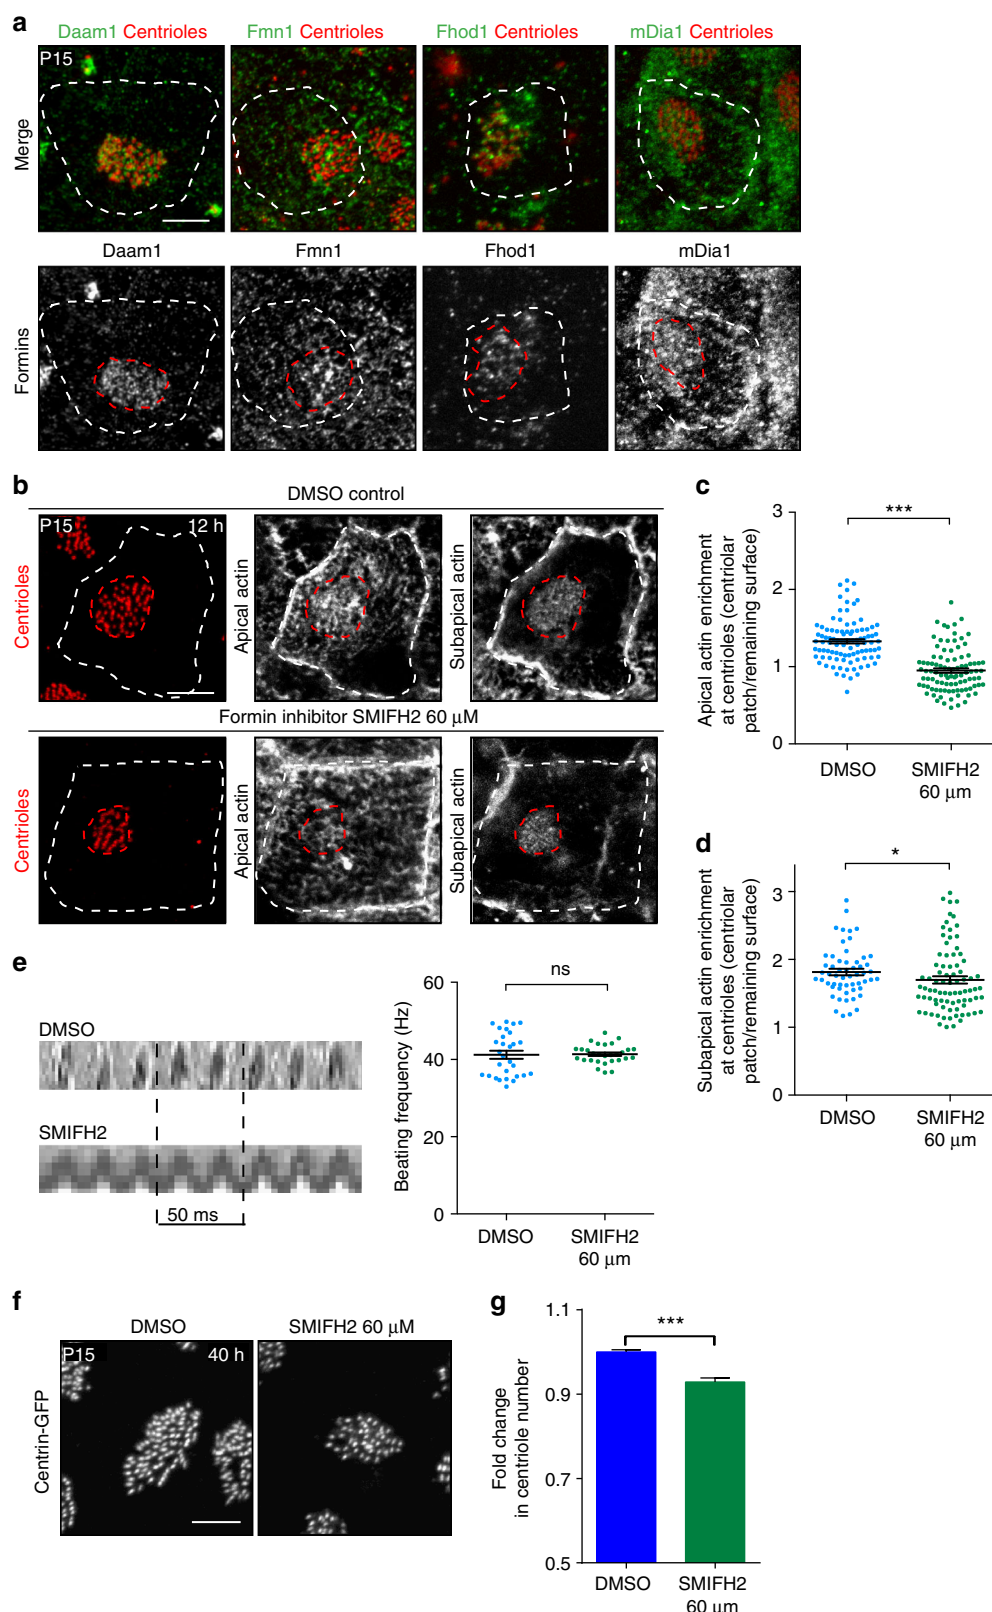 a
Daam1 Centrioles
Fmn1 Centrioles
Fhod1 Centrioles
mDia1 Centrioles
P15
Merge
Daam1
Fmn1
Fhod1
mDia1
Formins
b
DMSO control
P15
12 h
Centrioles
Apical actin
Subapical actin
Formin inhibitor SMIFH2 60 μM
Centrioles
Apical actin
Subapical actin
c
Apical actin enrichment
at centrioles (centriolar
patch/remaining surface)
3
2
1
0
***
DMSO
SMIFH2
60 μm
d
Subapical actin enrichment
at centrioles (centriolar
patch/remaining surface)
3
2
1
0
*
DMSO
SMIFH2
60 μm
e
DMSO
SMIFH2
50 ms
Beating frequency (Hz)
60
40
20
0
ns
DMSO
SMIFH2
60 μm
f
DMSO
SMIFH2 60 μM
P15
40 h
Centrin-GFP
g
Fold change
in centriole number
1.1
0.9
0.7
0.5
***
DMSO
SMIFH2
60 μm